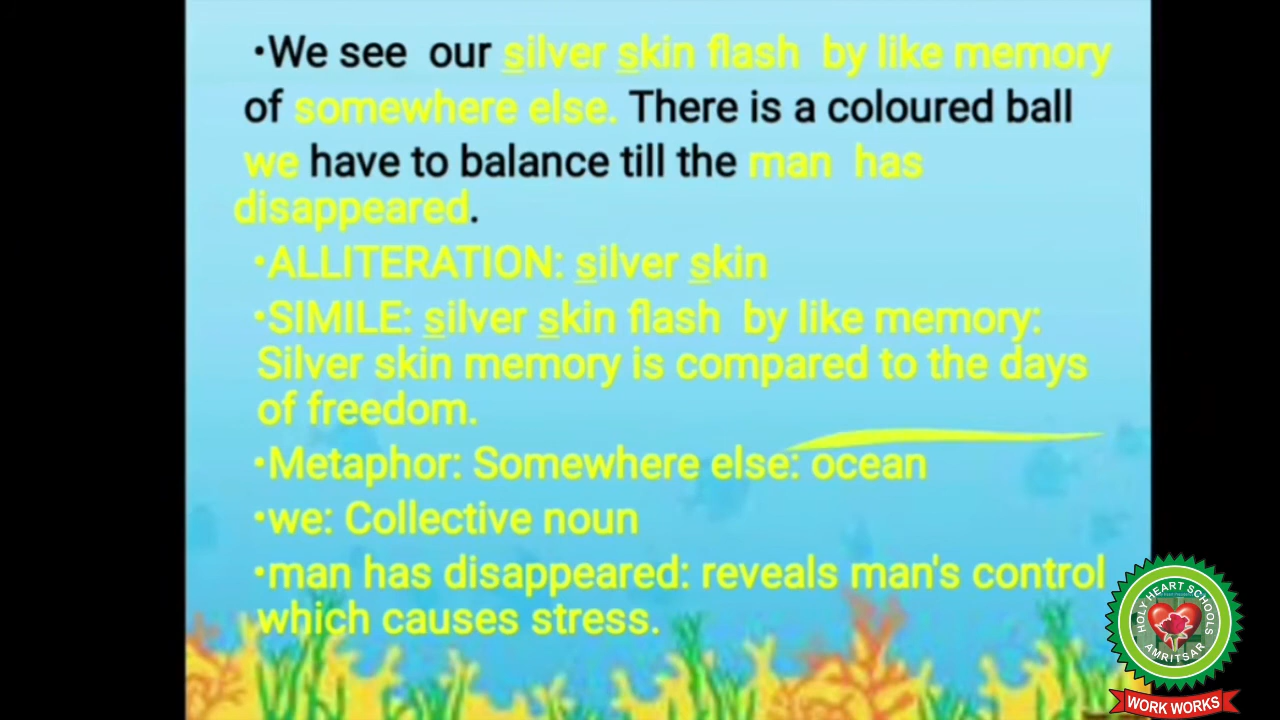 •We see our silver skin flash by like memory
of somewhere else. There is a coloured ball
we have to balance till the man has
disappeared.
•ALLITERATION: silver skin
•SIMILE: silver skin flash by like memory:
Silver skin memory is compared to the days
of freedom.
•Metaphor: Somewhere else: ocean
•we: Collective noun
•man has disappeared: reveals man's control
which causes stress.
HOLY HEART SCHOOLS
AMRITSAR
WORK WORKS